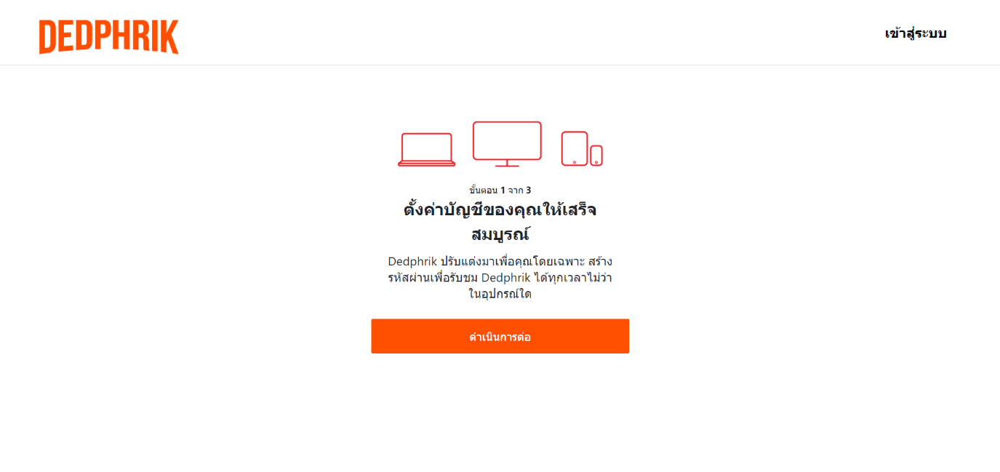 DEDPHRIK
เข้าสู่ระบบ
ขั้นตอน 1 จาก 3
ตั้งค่าบัญชีของคุณให้เสร็จ
สมบูรณ์
Dedphrik ปรับแต่งมาเพื่อคุณโดยเฉพาะ สร้าง
รหัสผ่านเพื่อรับชม Dedphrik ได้ทุกเวลาไม่ว่า
ในอุปกรณ์ใด
ดำเนินการต่อ